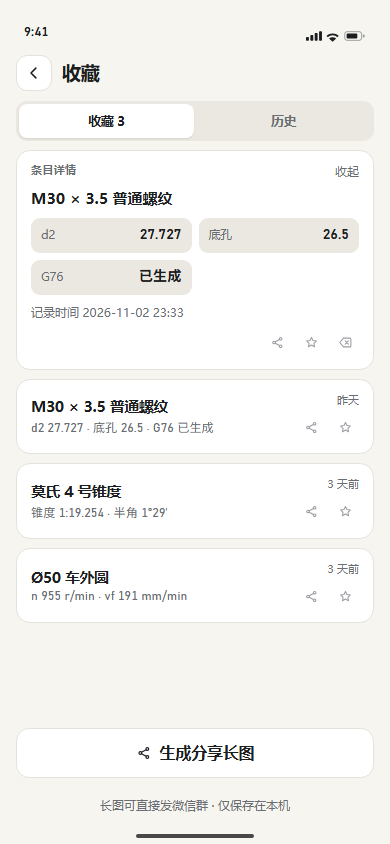 9:41
收藏
收藏 3
历史
条目详情
收起
M30 × 3.5 普通螺纹
d2 27.727
底孔 26.5
G76 已生成
记录时间 2026-11-02 23:33
M30 × 3.5 普通螺纹
昨天
d2 27.727 · 底孔 26.5 · G76 已生成
莫氏 4 号锥度
3 天前
锥度 1:19.254 · 半角 1°29′
Ø50 车外圆
3 天前
n 955 r/min · vf 191 mm/min
生成分享长图
长图可直接发微信群 · 仅保存在本机